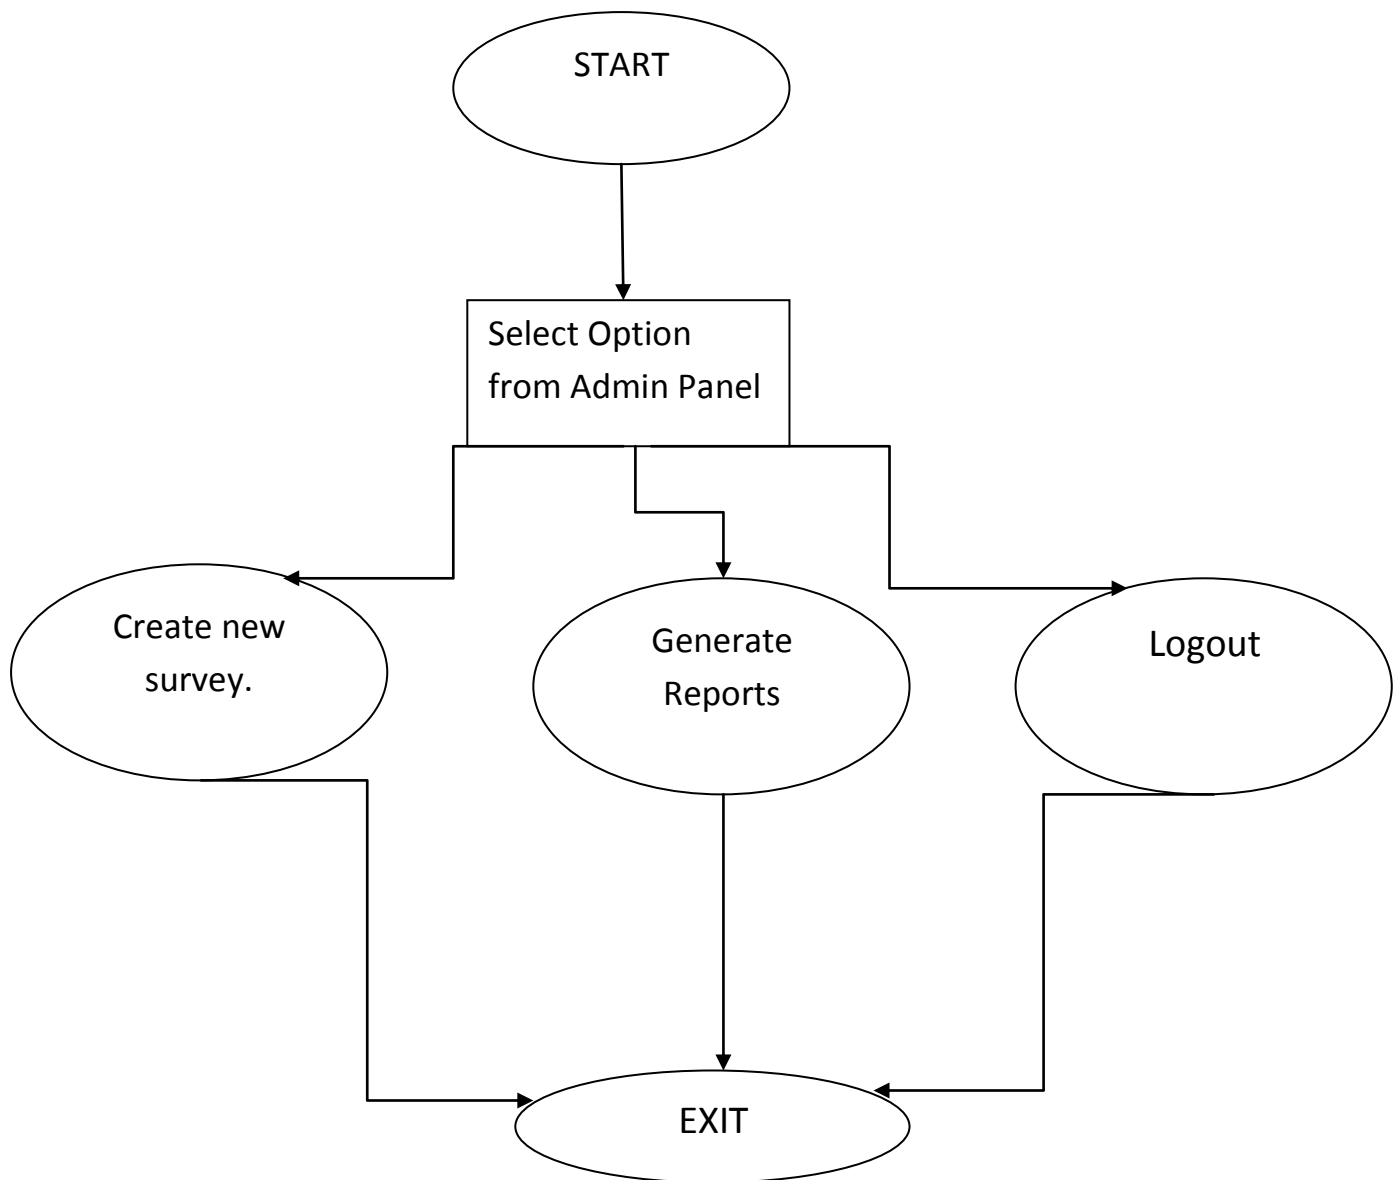 START
Select Option
from Admin Panel
Create new
survey.
Generate
Reports
Logout
EXIT